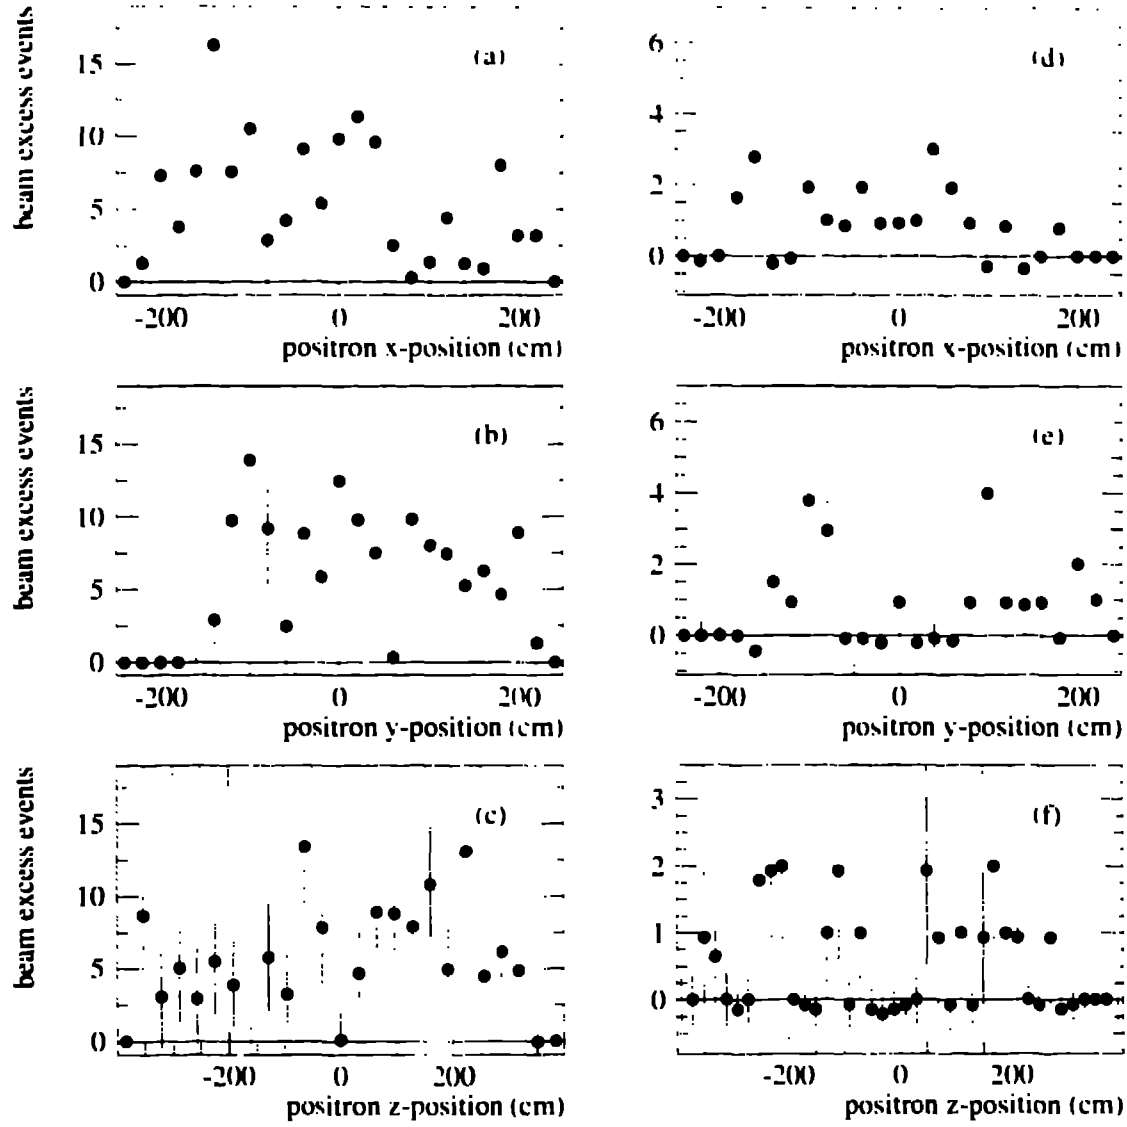 beam excess events
15
10
5
0
(a)
-200 0 200
positron x-position (cm)
6
4
2
0
(d)
-200 0 200
positron x-position (cm)
beam excess events
15
10
5
0
(b)
-200 0 200
positron y-position (cm)
6
4
2
0
(e)
-200 0 200
positron y-position (cm)
beam excess events
15
10
5
0
(c)
-200 0 200
positron z-position (cm)
3
2
1
0
(f)
-200 0 200
positron z-position (cm)